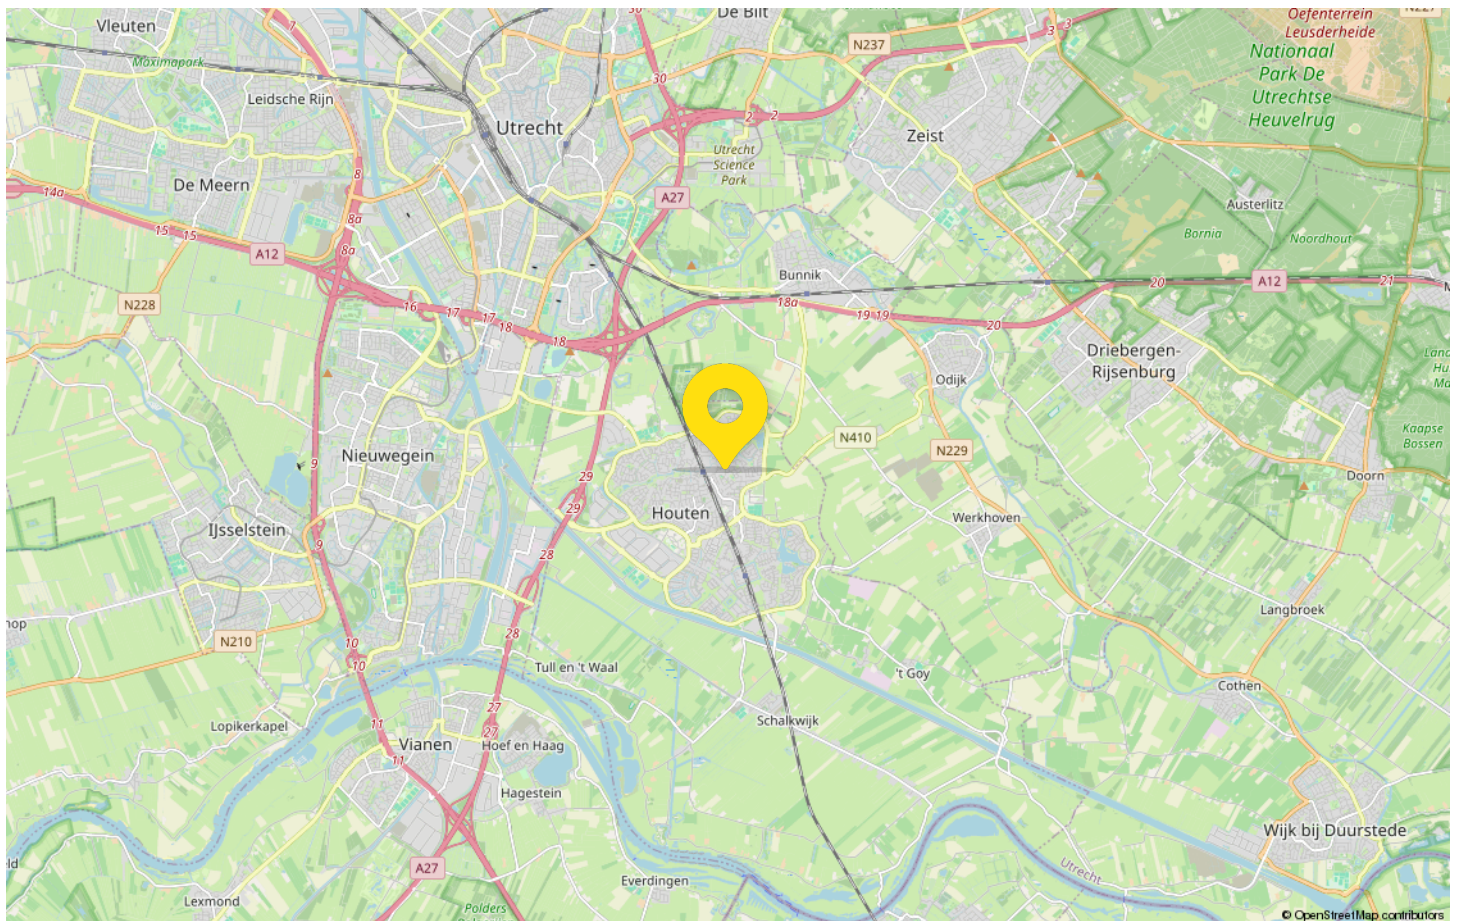 Vleuten
7
30
De Bilt
N237
3
3
Oefenterrein
Leusderheide
N227
Nationaal
Park De
Utrechtse
Heuvelrug
Maximapark
Leidsche Rijn
Utrecht
30
2
2
Zeist
Utrecht
Science
Park
De Meern
8
14a
A27
Austerlitz
15
15
8a
8a
Bornia
Noordhout
A12
Bunnik
A12
20
21
N228
16
17
17
18
18
18a
19
19
20
Driebergen-
Rijsenburg
Odijk
N410
N229
Kaapse
Bossen
Nieuwegein
9
29
29
Doorn
Houten
Werkhoven
IJsselstein
9
28
28
Langbroek
N210
10
10
Tull en 't Waal
't Goy
Cothen
27
27
Lopikerkapel
11
11
Vianen
Hoef en Haag
Schalkwijk
Hagestein
Wijk bij Duurstede
A27
Utrecht
Everdingen
Lexmond
Polders
© OpenStreetMap contributors